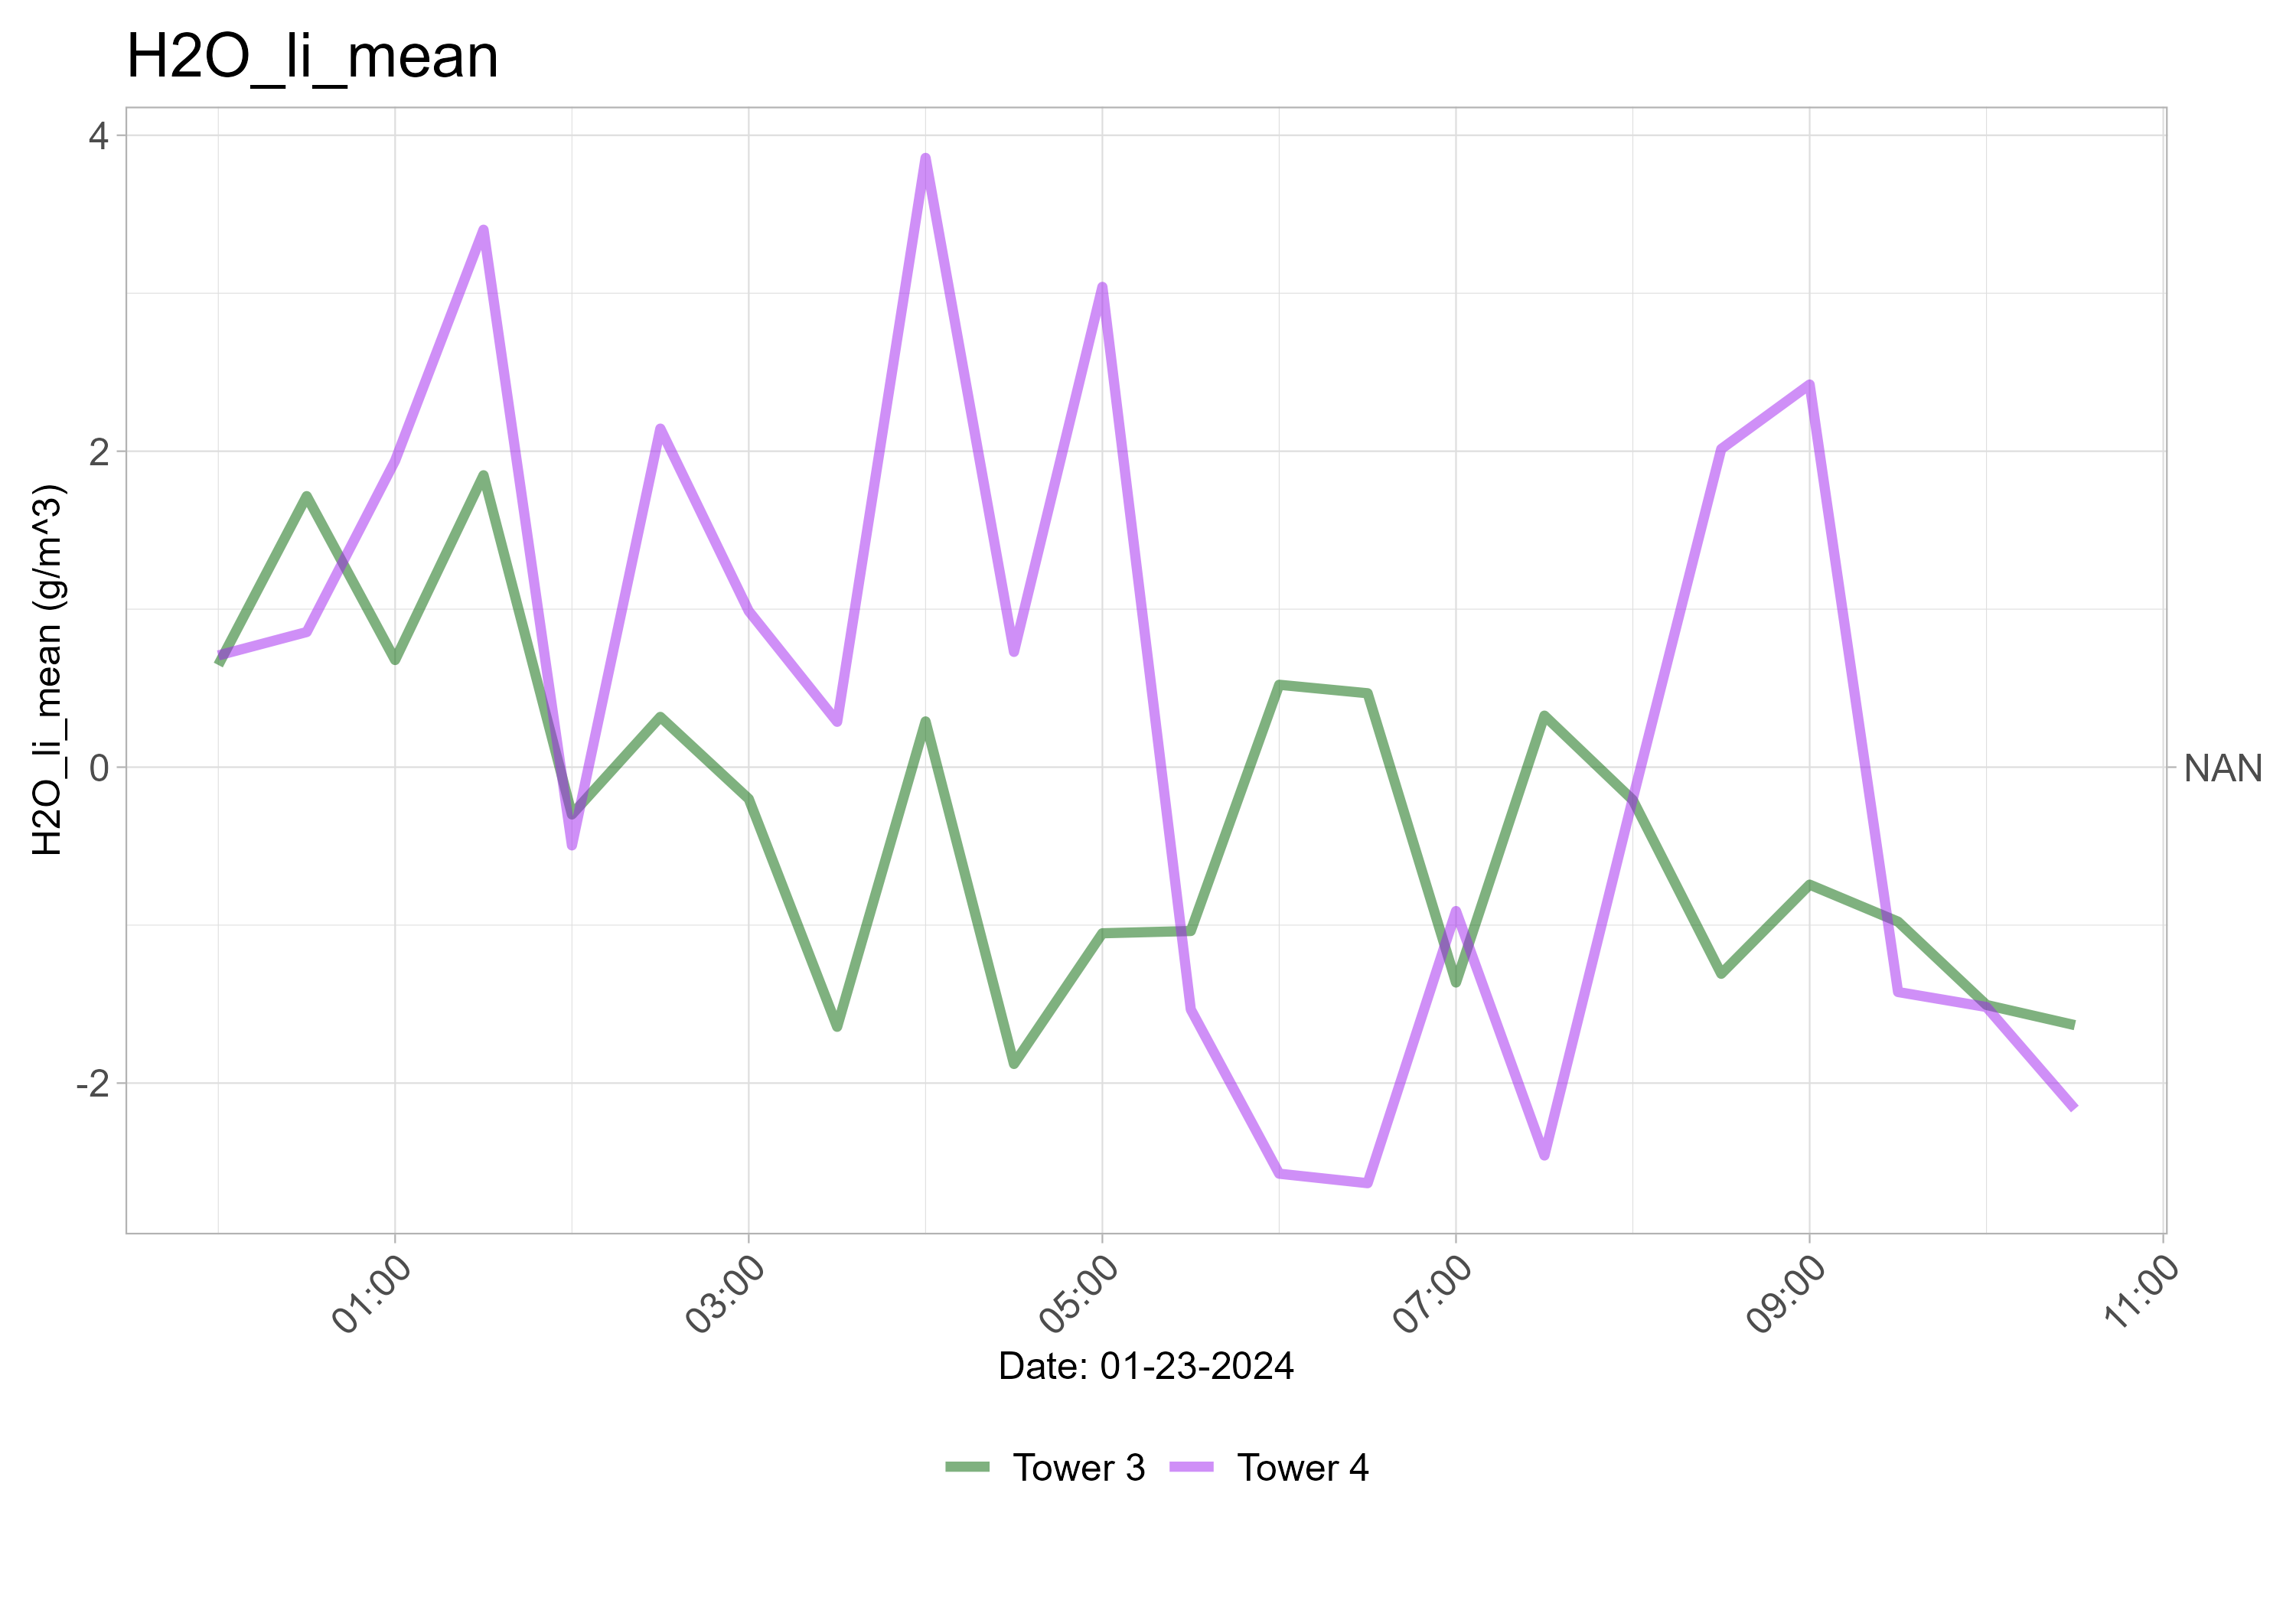 H2O_li_mean
4
2
0
-2
H2O_li_mean (g/m^3)
NAN
01:00
03:00
05:00
07:00
09:00
11:00
Date: 01-23-2024
Tower 3
Tower 4